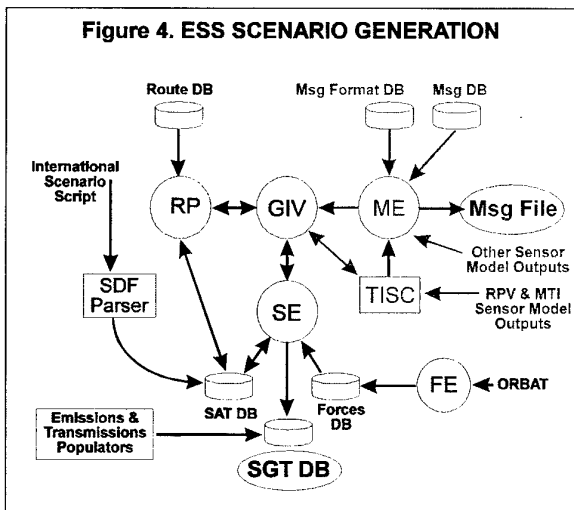 Figure 4. ESS SCENARIO GENERATION
Route DB
Msg Format DB
Msg DB
International
Scenario
Script
RP
GIV
ME
Msg File
Other Sensor
Model Outputs
SDF
Parser
TISC
RPV & MTI
Sensor Model
Outputs
SE
SAT DB
Forces
DB
FE
ORBAT
Emissions &
Transmissions
Populators
SGT DB